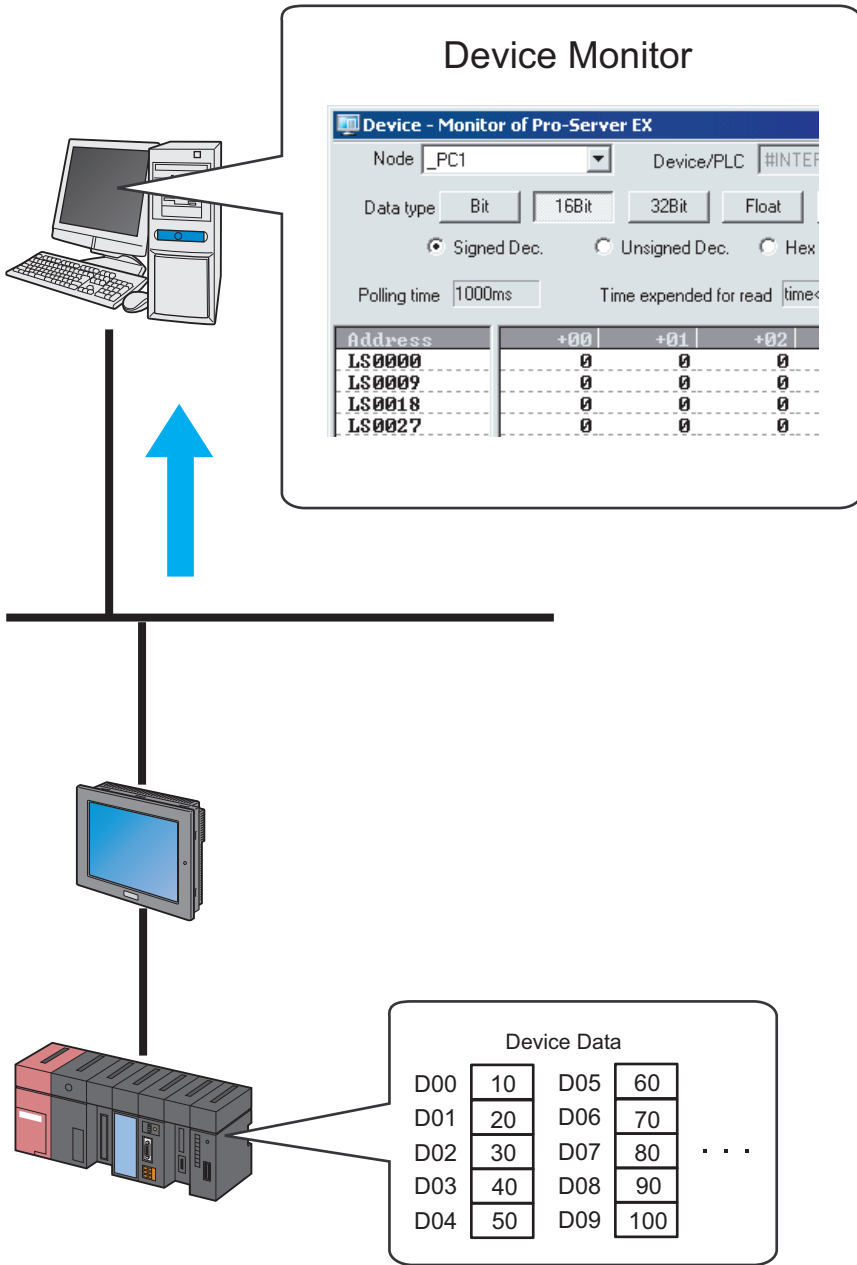 Device Monitor
Device - Monitor of Pro-Server EX
Node _PC1 Device/PLC
Data type Bit 16Bit 32Bit Float
Signed Dec. Unsigned Dec. Hex
Polling time 1000ms Time expended for read time<
Address +00 +01 +02
LS0000 0 0 0
LS0009 0 0 0
LS0018 0 0 0
LS0027 0 0 0
Device Data
D00 10 D05 60
D01 20 D06 70
D02 30 D07 80 . . .
D03 40 D08 90
D04 50 D09 100